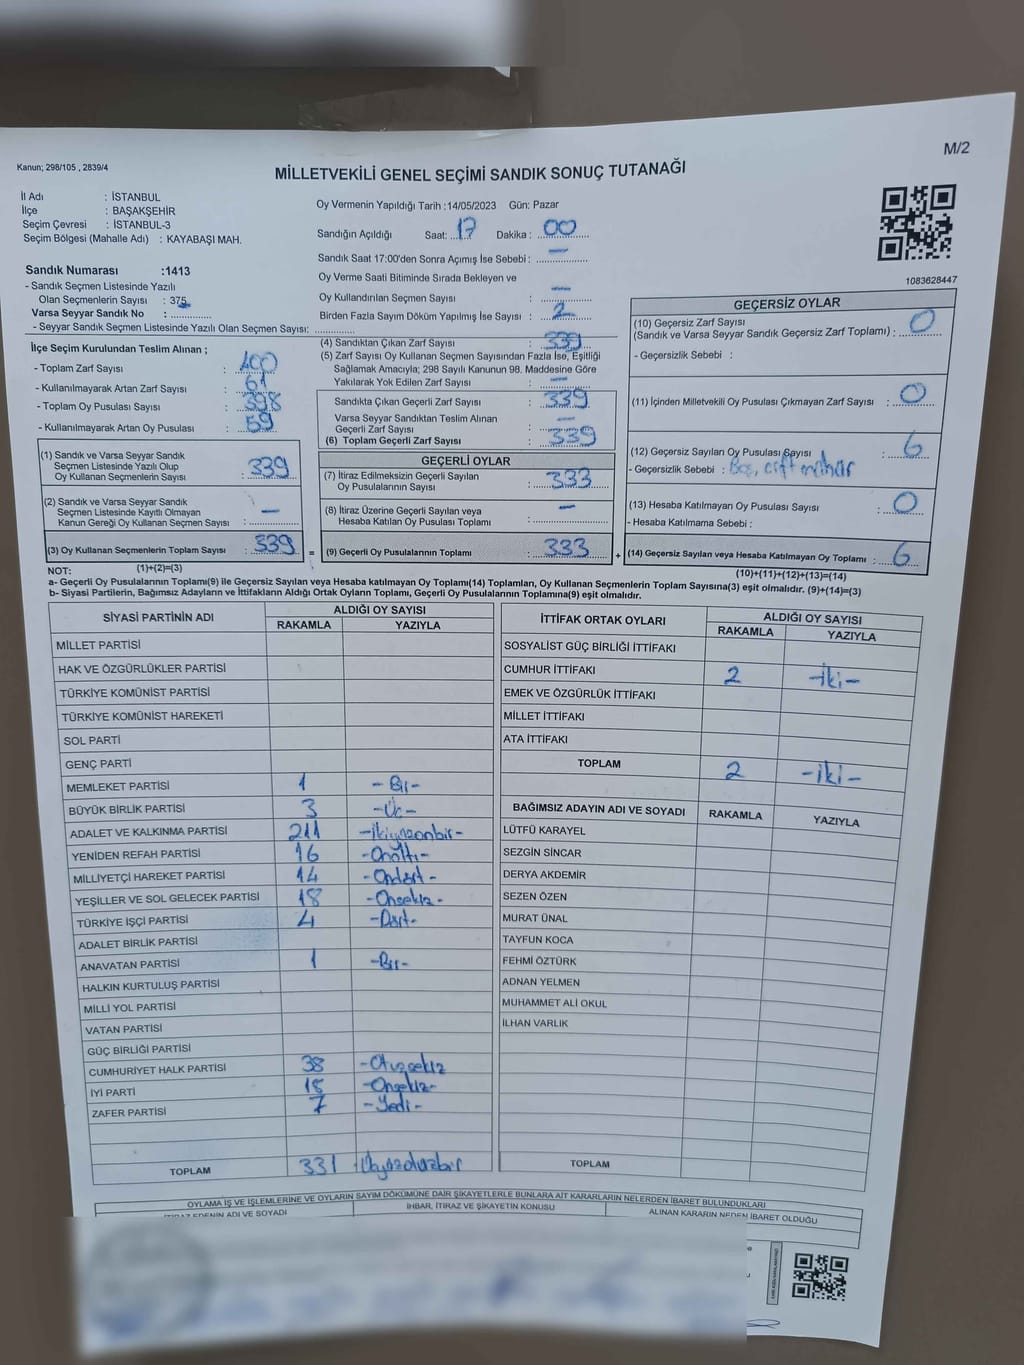 M/2
Kanun; 298/105 , 2839/4
MİLLETVEKİLİ GENEL SEÇİMİ SANDIK SONUÇ TUTANAĞI
İl Adı : İSTANBUL
İlçe : BAŞAKŞEHİR
Seçim Çevresi : İSTANBUL-3
Seçim Bölgesi (Mahalle Adı) : KAYABAŞI MAH.
Sandık Numarası :1413
- Sandık Seçmen Listesinde Yazılı
Olan Seçmenlerin Sayısı : 375
Varsa Seyyar Sandık No :
- Seyyar Sandık Seçmen Listesinde Yazılı Olan Seçmen Sayısı:
Oy Vermenin Yapıldığı Tarih :14/05/2023 Gün: Pazar
Sandığın Açıldığı Saat: 17 Dakika : 00
Sandık Saat 17:00'den Sonra Açımış İse Sebebi : —
Oy Verme Saati Bitiminde Sırada Bekleyen ve
Oy Kullandırılan Seçmen Sayısı : —
Birden Fazla Sayım Döküm Yapılmış İse Sayısı : 2
1083628447
İlçe Seçim Kurulundan Teslim Alınan ;
- Toplam Zarf Sayısı : 400
- Kullanılmayarak Artan Zarf Sayısı : 61
- Toplam Oy Pusulası Sayısı : 398
- Kullanılmayarak Artan Oy Pusulası : 59
(1) Sandık ve Varsa Seyyar Sandık
Seçmen Listesinde Yazılı Olup
Oy Kullanan Seçmenlerin Sayısı : 339
(2) Sandık ve Varsa Seyyar Sandık
Seçmen Listesinde Kayıtlı Olmayan
Kanun Gereği Oy Kullanan Seçmen Sayısı : —
(3) Oy Kullanan Seçmenlerin Toplam Sayısı : 339
(1)+(2)=(3)
(4) Sandıktan Çıkan Zarf Sayısı : 339
(5) Zarf Sayısı Oy Kullanan Seçmen Sayısından Fazla İse, Eşitliği
Sağlamak Amacıyla; 298 Sayılı Kanunun 98. Maddesine Göre
Yakılarak Yok Edilen Zarf Sayısı : —
Sandıkta Çıkan Geçerli Zarf Sayısı : 339
Varsa Seyyar Sandıktan Teslim Alınan
Geçerli Zarf Sayısı : —
(6) Toplam Geçerli Zarf Sayısı : 339
GEÇERLİ OYLAR
(7) İtiraz Edilmeksizin Geçerli Sayılan
Oy Pusulalarının Sayısı : 333
(8) İtiraz Üzerine Geçerli Sayılan veya
Hesaba Katılan Oy Pusulası Toplamı : —
= (9) Geçerli Oy Pusulalarının Toplamı : 333 +
GEÇERSİZ OYLAR
(10) Geçersiz Zarf Sayısı
(Sandık ve Varsa Seyyar Sandık Geçersiz Zarf Toplamı) : 0
- Geçersizlik Sebebi :
(11) İçinden Milletvekili Oy Pusulası Çıkmayan Zarf Sayısı : 0
(12) Geçersiz Sayılan Oy Pusulası Sayısı : 6
- Geçersizlik Sebebi : Boş, çift mühür
(13) Hesaba Katılmayan Oy Pusulası Sayısı : 0
- Hesaba Katılmama Sebebi :
(14) Geçersiz Sayılan veya Hesaba Katılmayan Oy Toplamı : 6
(10)+(11)+(12)+(13)=(14)
NOT:
a- Geçerli Oy Pusulalarının Toplamı(9) ile Geçersiz Sayılan veya Hesaba katılmayan Oy Toplamı(14) Toplamları, Oy Kullanan Seçmenlerin Toplam Sayısına(3) eşit olmalıdır. (9)+(14)=(3)
b- Siyasi Partilerin, Bağımsız Adayların ve İttifakların Aldığı Ortak Oyların Toplamı, Geçerli Oy Pusulalarının Toplamına(9) eşit olmalıdır.
SİYASİ PARTİNİN ADI ALDIĞI OY SAYISI
RAKAMLA YAZIYLA
MİLLET PARTİSİ
HAK VE ÖZGÜRLÜKLER PARTİSİ
TÜRKİYE KOMÜNİST PARTİSİ
TÜRKİYE KOMÜNİST HAREKETİ
SOL PARTİ
GENÇ PARTİ
MEMLEKET PARTİSİ 1 -Bir-
BÜYÜK BİRLİK PARTİSİ 3 -Üç-
ADALET VE KALKINMA PARTİSİ 211 -ikiyüzonbir-
YENİDEN REFAH PARTİSİ 16 -Onaltı-
MİLLİYETÇİ HAREKET PARTİSİ 14 -Ondört-
YEŞİLLER VE SOL GELECEK PARTİSİ 18 -Onsekiz-
TÜRKİYE İŞÇİ PARTİSİ 4 -Dört-
ADALET BİRLİK PARTİSİ
ANAVATAN PARTİSİ 1 -Bir-
HALKIN KURTULUŞ PARTİSİ
MİLLİ YOL PARTİSİ
VATAN PARTİSİ
GÜÇ BİRLİĞİ PARTİSİ
CUMHURİYET HALK PARTİSİ 38 -Otuzsekiz
İYİ PARTİ 18 -Onsekiz-
ZAFER PARTİSİ 7 -Yedi-
TOPLAM 331 Üçyüzotuzbir
İTTİFAK ORTAK OYLARI ALDIĞI OY SAYISI
RAKAMLA YAZIYLA
SOSYALİST GÜÇ BİRLİĞİ İTTİFAKI
CUMHUR İTTİFAKI 2 -iki-
EMEK VE ÖZGÜRLÜK İTTİFAKI
MİLLET İTTİFAKI
ATA İTTİFAKI
TOPLAM 2 -iki-
BAĞIMSIZ ADAYIN ADI VE SOYADI RAKAMLA YAZIYLA
LÜTFÜ KARAYEL
SEZGİN SİNCAR
DERYA AKDEMİR
SEZEN ÖZEN
MURAT ÜNAL
TAYFUN KOCA
FEHMİ ÖZTÜRK
ADNAN YELMEN
MUHAMMET ALİ OKUL
İLHAN VARLIK
TOPLAM
OYLAMA İŞ VE İŞLEMLERİNE VE OYLARIN SAYIM DÖKÜMÜNE DAİR ŞİKAYETLERLE BUNLARA AİT KARARLARIN NELERDEN İBARET BULUNDUKLARI
İTİRAZ EDENİN ADI VE SOYADI İHBAR, İTİRAZ VE ŞİKAYETİN KONUSU ALINAN KARARIN NEDEN İBARET OLDUĞU